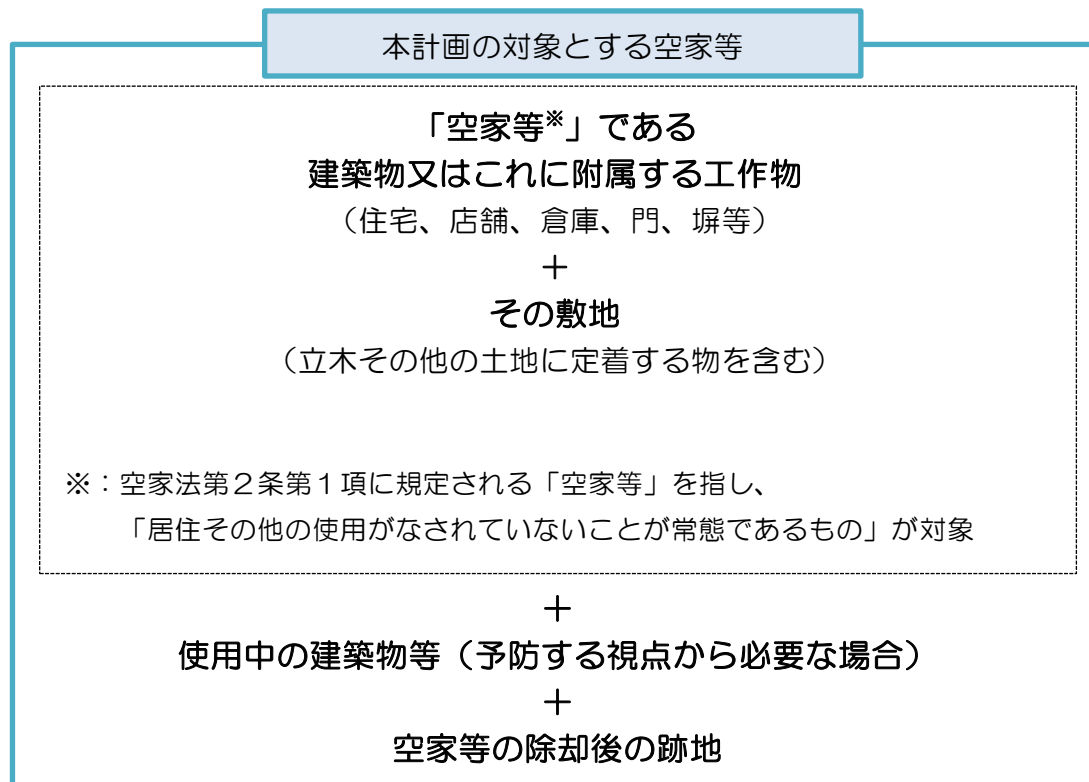 本計画の対象とする空家等
「空家等※」である
建築物又はこれに附属する工作物
（住宅、店舗、倉庫、門、塀等）
＋
その敷地
（立木その他の土地に定着する物を含む）
※：空家法第２条第１項に規定される「空家等」を指し、
「居住その他の使用がなされていないことが常態であるもの」が対象
＋
使用中の建築物等（予防する視点から必要な場合）
＋
空家等の除却後の跡地